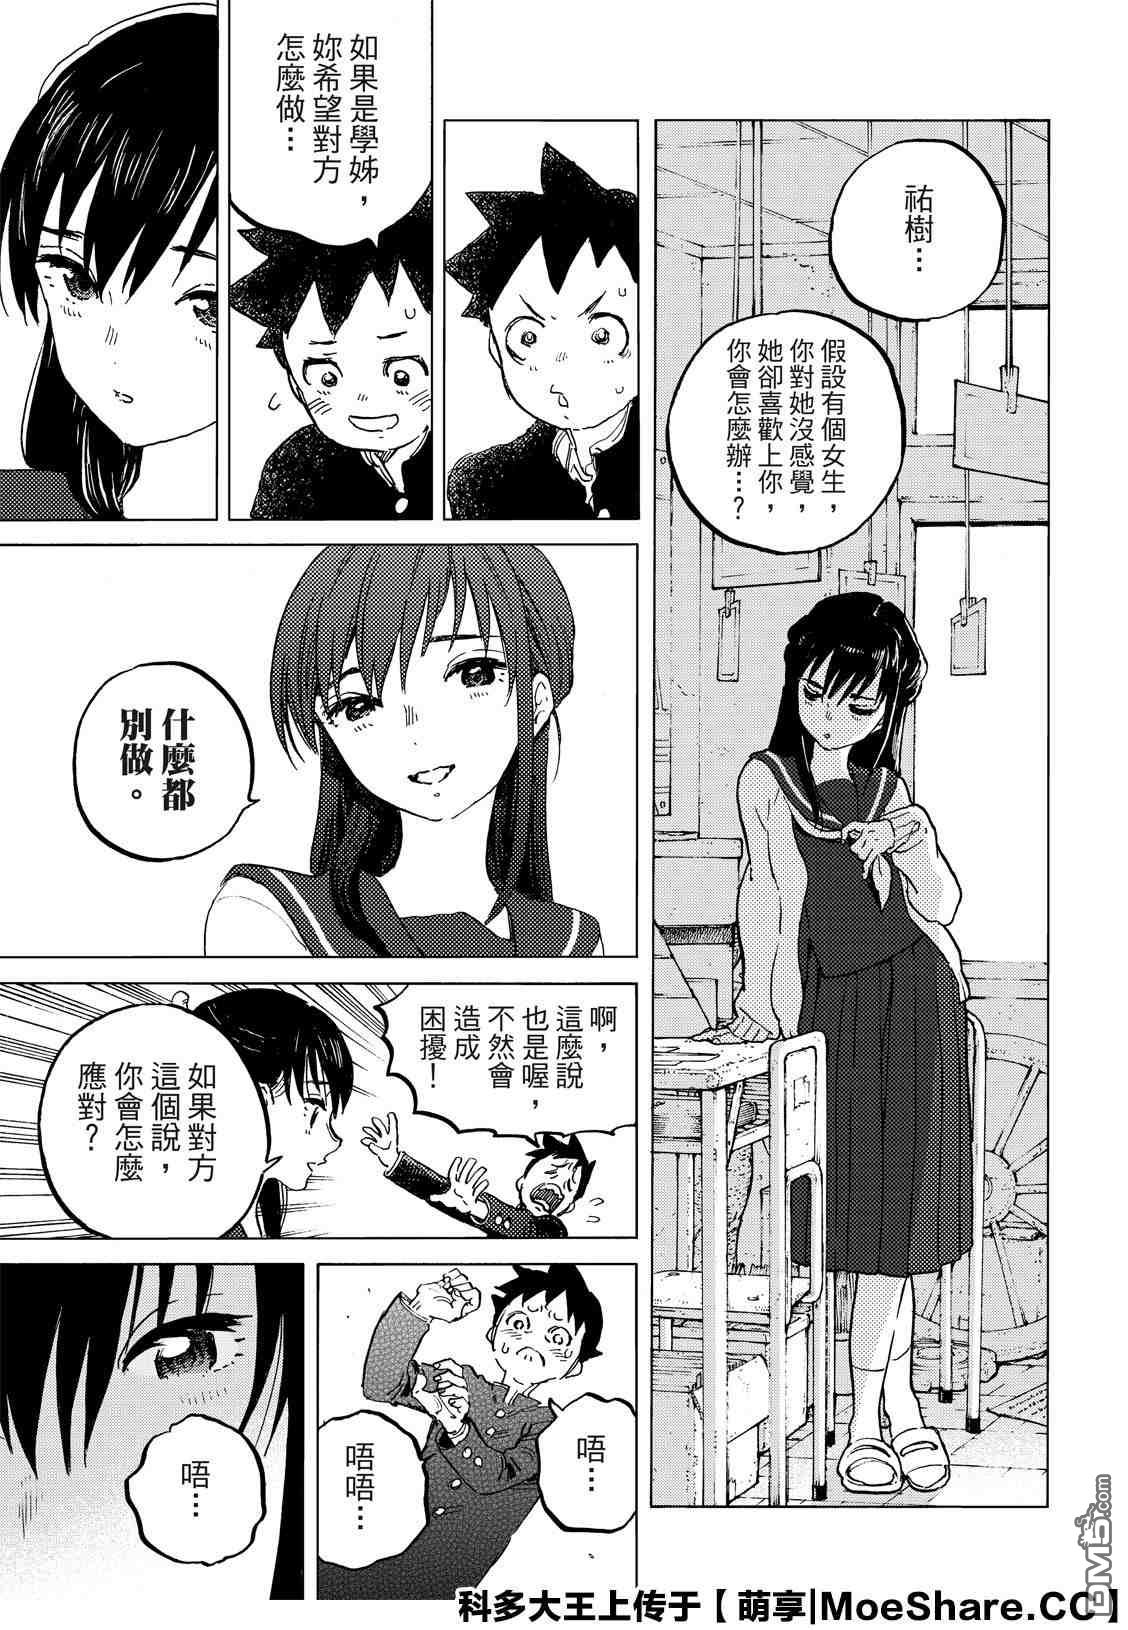 祐樹…
假設有個女生，
你對她沒感覺，
她卻喜歡上你，
你會怎麼辦…？
如果是學姊，
妳希望對方
怎麼做…
什麼都
別做。
啊，
這麼說
也是喔，
不然會
造成
困擾！
如果對方
這個說，
你會怎麼
應對？
唔…
唔唔…
唔…
科多大王上传于【萌享|MoeShare.CC】
DM5.com